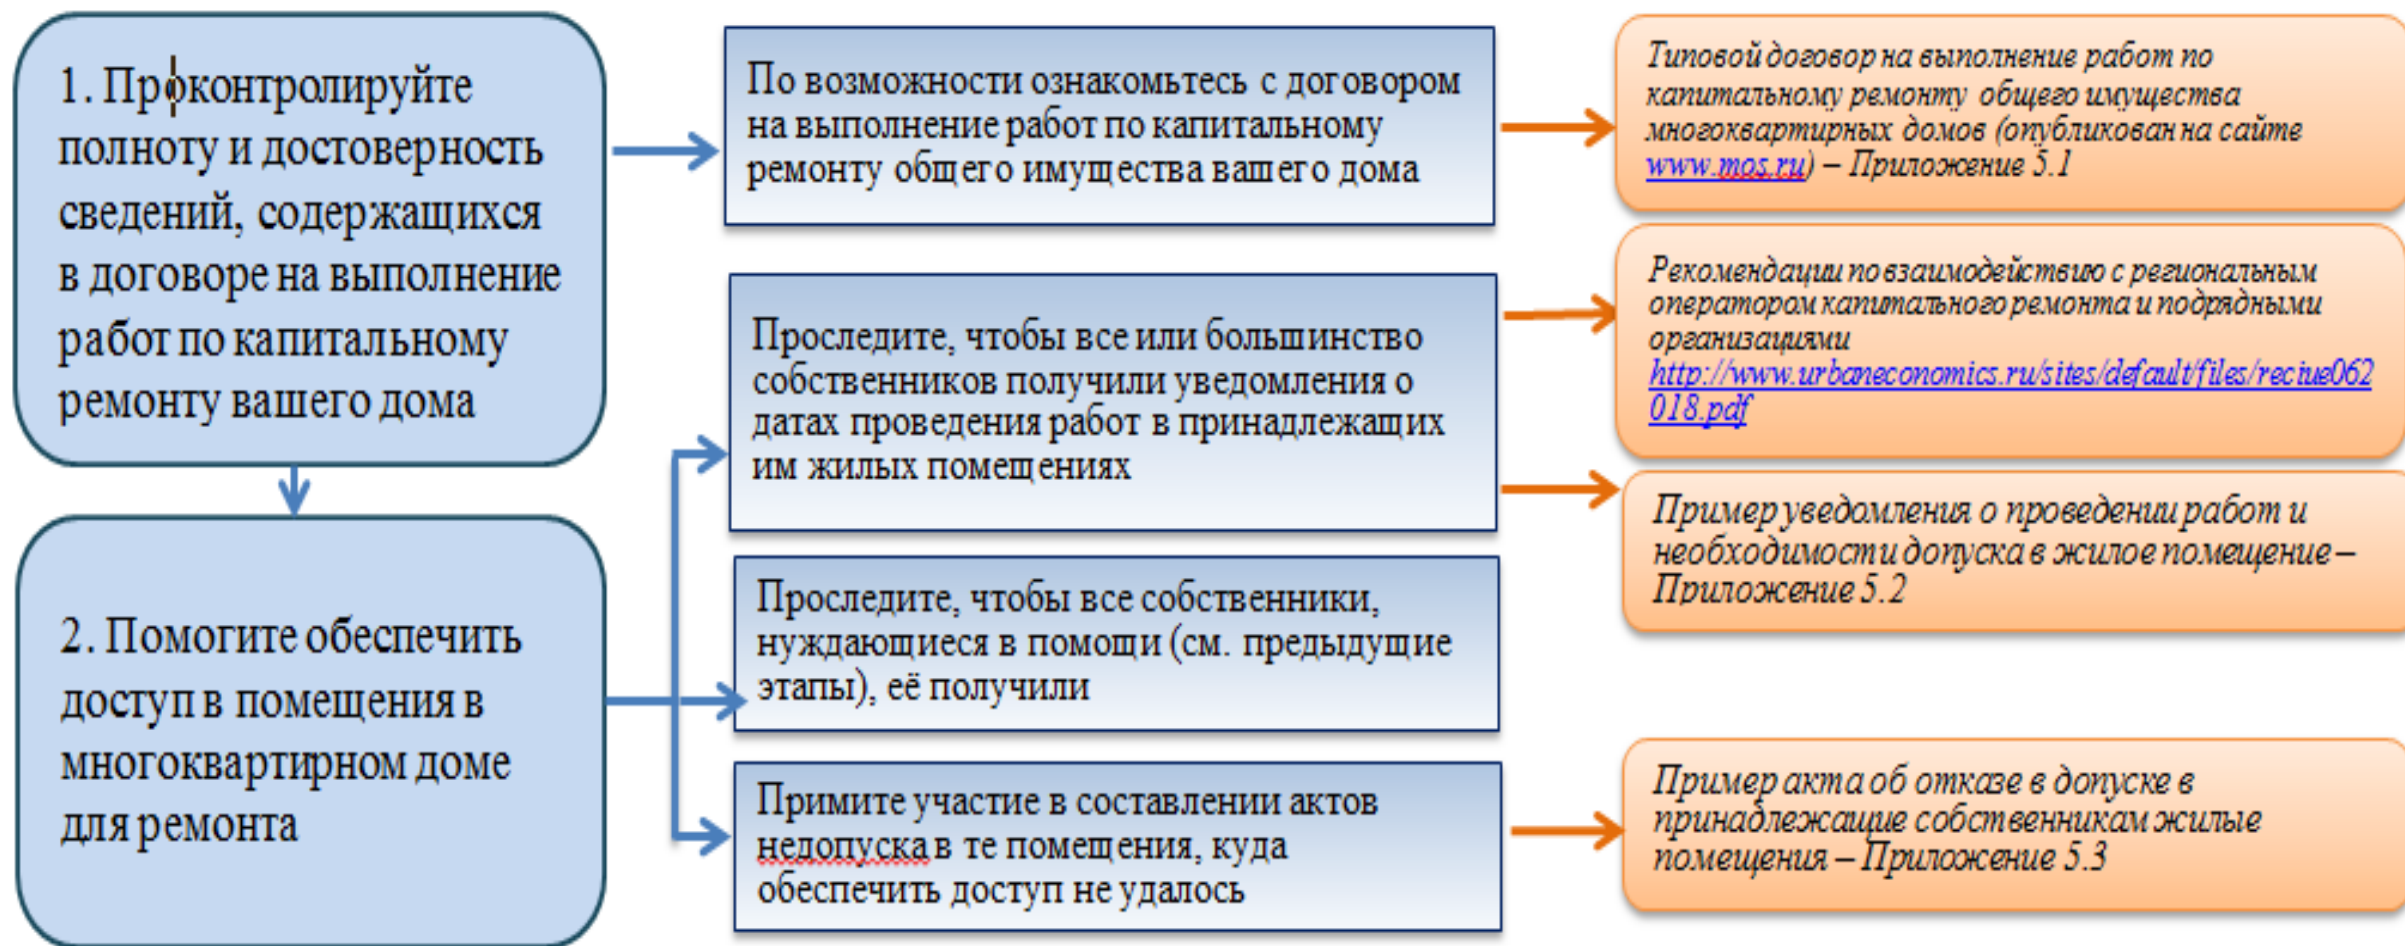 1. Проконтролируйте
полноту и достоверность
сведений, содержащихся
в договоре на выполнение
работ по капитальному
ремонту вашего дома
По возможности ознакомьтесь с договором
на выполнение работ по капитальному
ремонту общего имущества вашего дома
Типовой договор на выполнение работ по
капитальному ремонту общего имущества
многоквартирных домов (опубликован на сайте
www.mos.ru) – Приложение 5.1
2. Помогите обеспечить
доступ в помещения в
многоквартирном доме
для ремонта
Проследите, чтобы все или большинство
собственников получили уведомления о
датах проведения работ в принадлежащих
им жилых помещениях
Рекомендации по взаимодействию с региональным
оператором капитального ремонта и подрядными
организациями
http://www.urbaneconomics.ru/sites/default/files/reciue062
018.pdf
Пример уведомления о проведении работ и
необходимости допуска в жилое помещение –
Приложение 5.2
Проследите, чтобы все собственники,
нуждающиеся в помощи (см. предыдущие
этапы), её получили
Примите участие в составлении актов
недопуска в те помещения, куда
обеспечить доступ не удалось
Пример акта об отказе в допуске в
принадлежащие собственникам жилые
помещения – Приложение 5.3